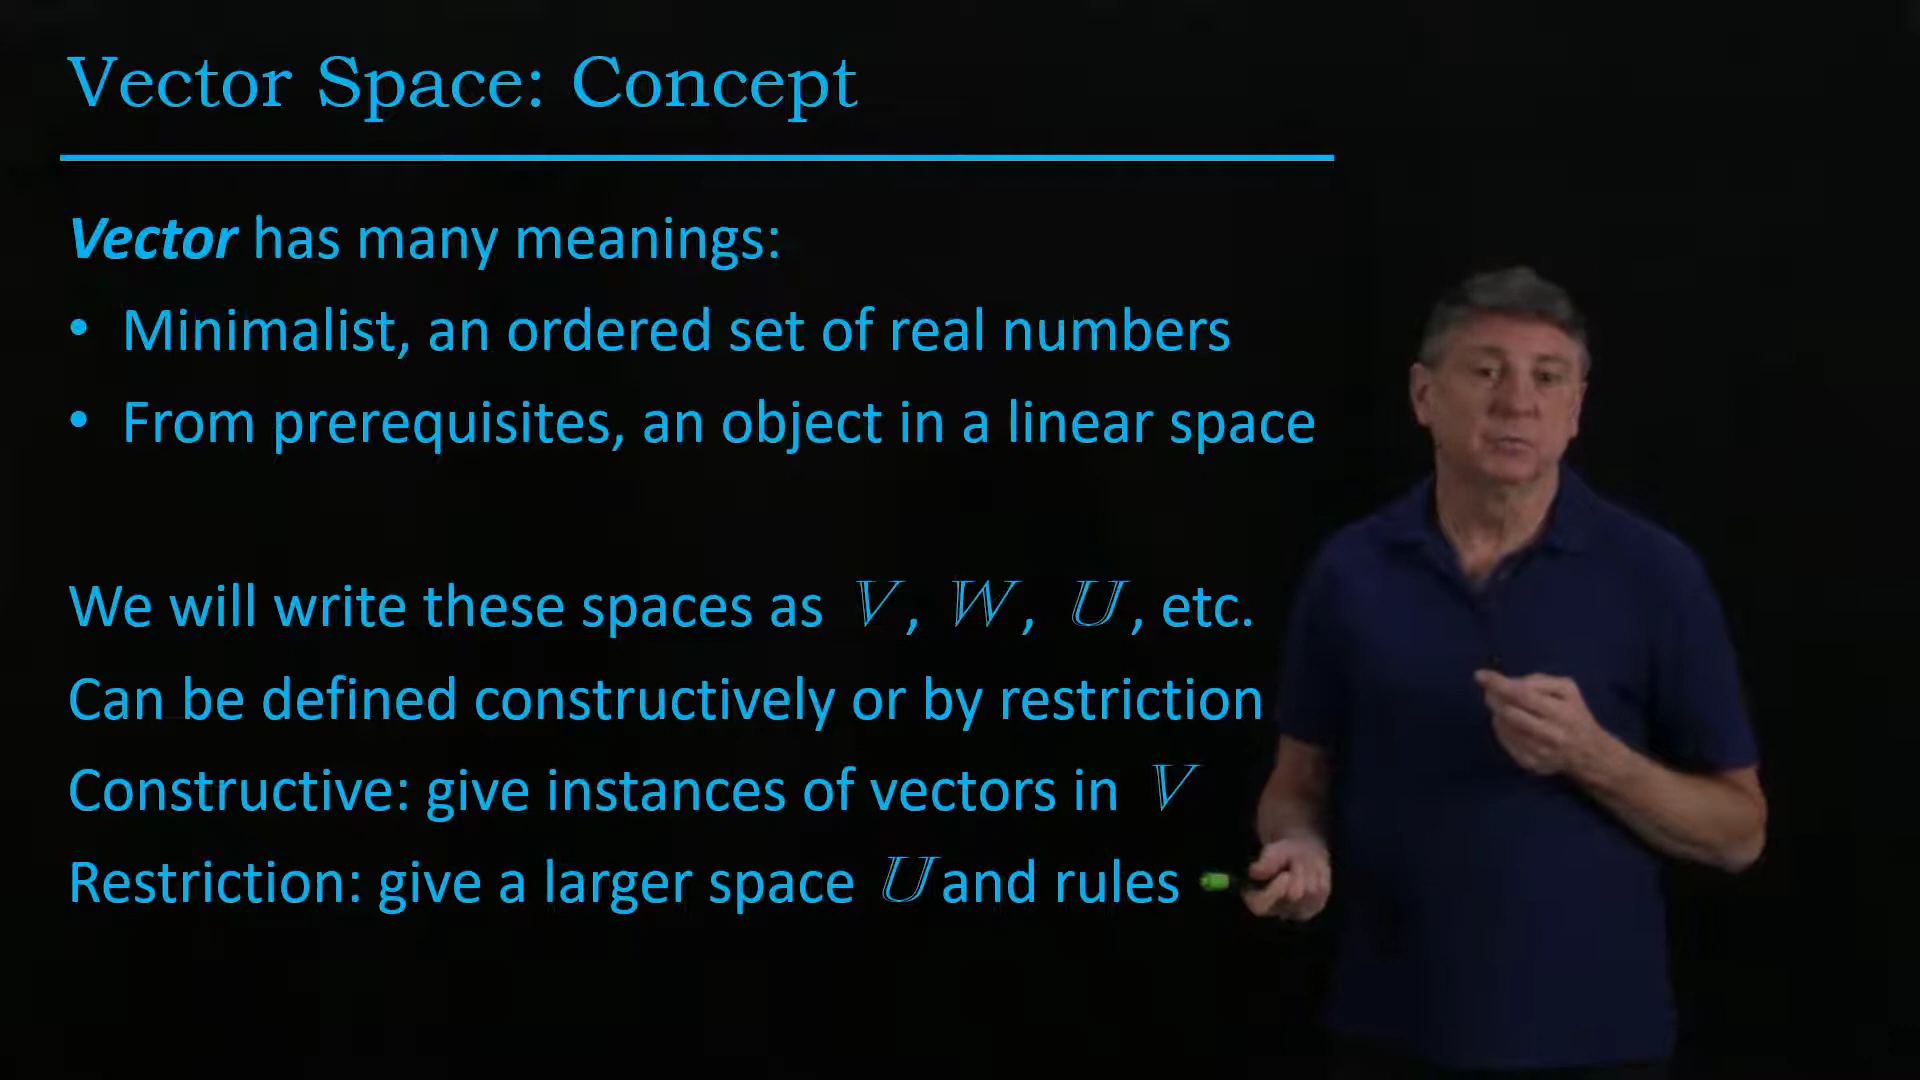 Vector Space: Concept
Vector has many meanings:
• Minimalist, an ordered set of real numbers
• From prerequisites, an object in a linear space
We will write these spaces as 𝕍, 𝕎, 𝕌, etc.
Can be defined constructively or by restriction
Constructive: give instances of vectors in 𝕍
Restriction: give a larger space 𝕌 and rules